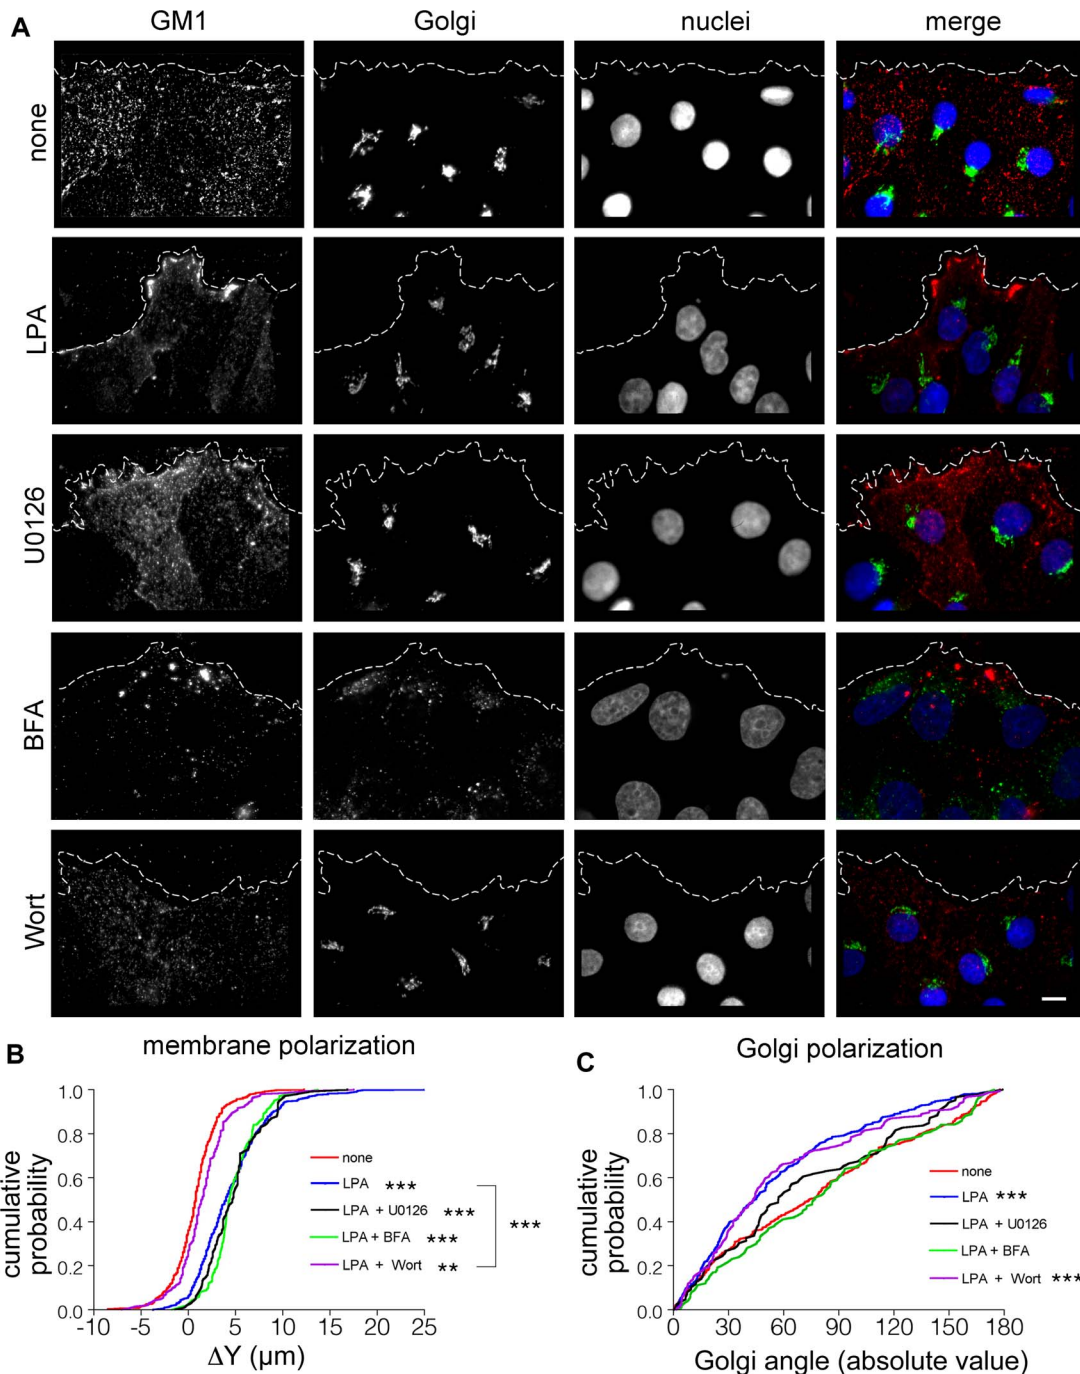 A
GM1 Golgi nuclei merge
none
LPA
U0126
BFA
Wort
B
membrane polarization
cumulative
probability
1.0
0.8
0.6
0.4
0.2
0.0
-10 -5 0 5 10 15 20 25
ΔY (µm)
none
LPA ***
LPA + U0126 ***
LPA + BFA ***
LPA + Wort **
***
C
Golgi polarization
cumulative
probability
1.0
0.8
0.6
0.4
0.2
0.0
0 30 60 90 120 150 180
Golgi angle (absolute value)
none
LPA ***
LPA + U0126
LPA + BFA
LPA + Wort ***